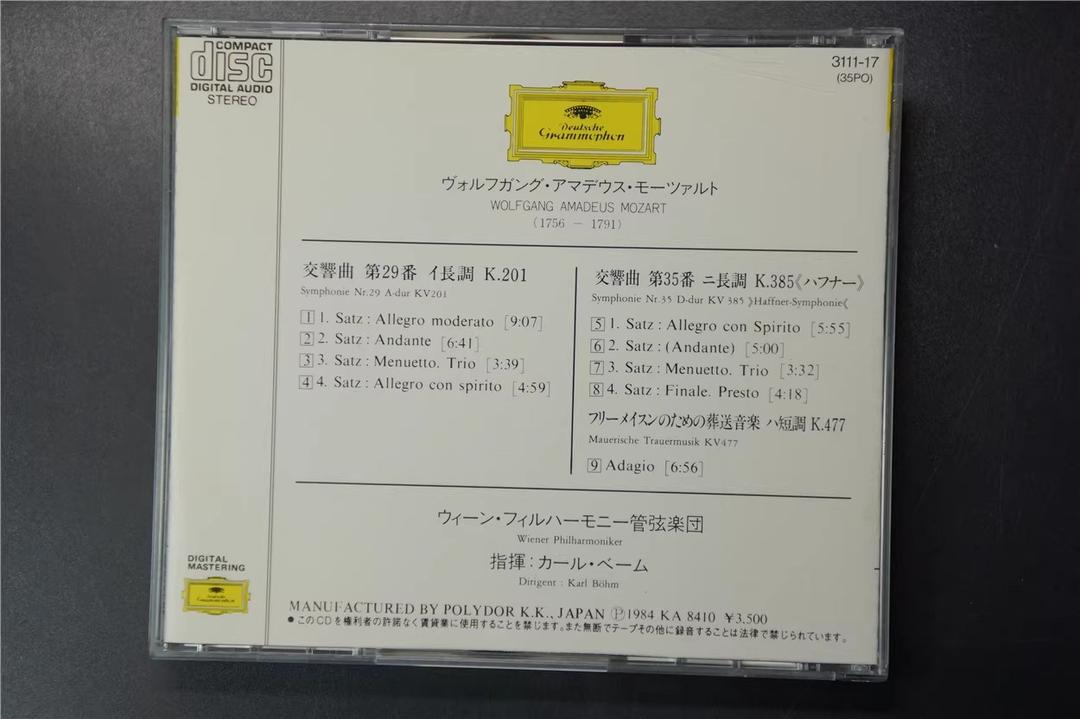 COMPACT
disc
DIGITAL AUDIO
STEREO
3111-17
(35PO)
Deutsche
Grammophon
ヴォルフガング・アマデウス・モーツァルト
WOLFGANG AMADEUS MOZART
(1756 - 1791)
交響曲 第29番 イ長調 K.201
Symphonie Nr.29 A-dur KV201
1 1. Satz : Allegro moderato [9:07]
2 2. Satz : Andante [6:41]
3 3. Satz : Menuetto. Trio [3:39]
4 4. Satz : Allegro con spirito [4:59]
交響曲 第35番 ニ長調 K.385《ハフナー》
Symphonie Nr.35 D-dur KV 385 》Haffner-Symphonie《
5 1. Satz : Allegro con Spirito [5:55]
6 2. Satz : (Andante) [5:00]
7 3. Satz : Menuetto. Trio [3:32]
8 4. Satz : Finale. Presto [4:18]
フリーメイスンのための葬送音楽 ハ短調 K.477
Mauerische Trauermusik KV477
9 Adagio [6:56]
ウィーン・フィルハーモニー管弦楽団
Wiener Philharmoniker
指揮：カール・ベーム
Dirigent : Karl Böhm
DIGITAL
MASTERING
Deutsche
Grammophon
MANUFACTURED BY POLYDOR K.K., JAPAN Ⓟ1984 KA 8410 ¥3,500
●このCDを権利者の許諾なく賃貸業に使用することを禁じます。また無断でテープその他に録音することは法律で禁じられています。